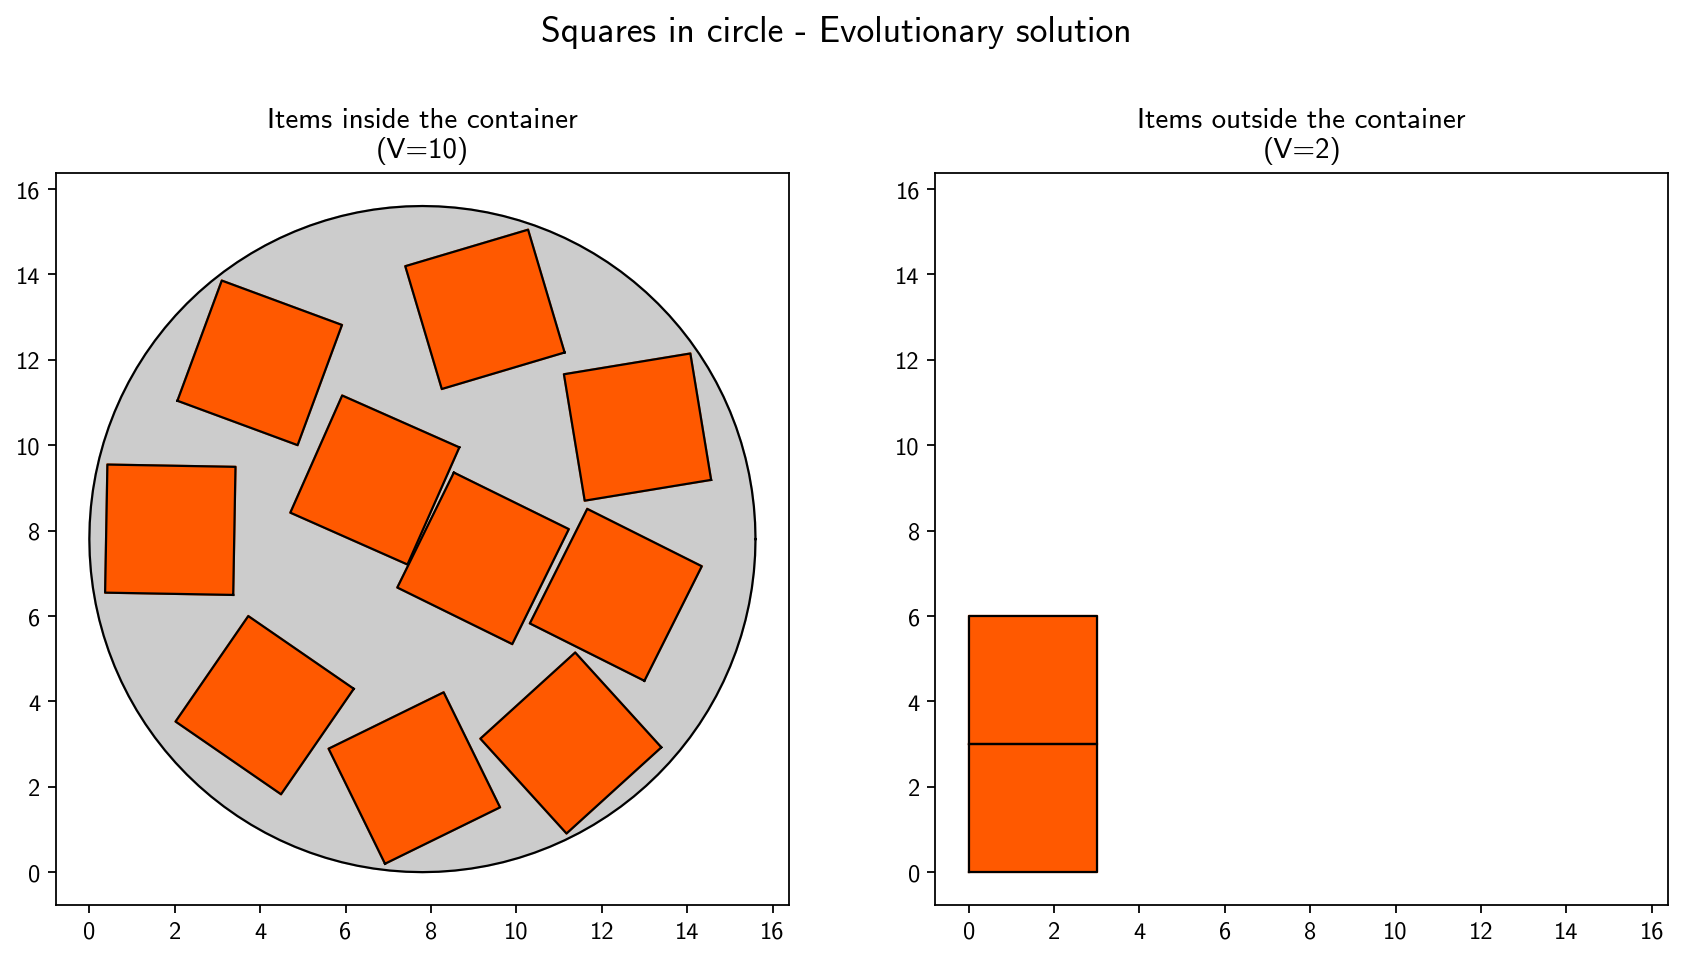 Squares in circle - Evolutionary solution
Items inside the container
(V=10)
16
14
12
10
8
6
4
2
0
0 2 4 6 8 10 12 14 16
Items outside the container
(V=2)
16
14
12
10
8
6
4
2
0
0 2 4 6 8 10 12 14 16